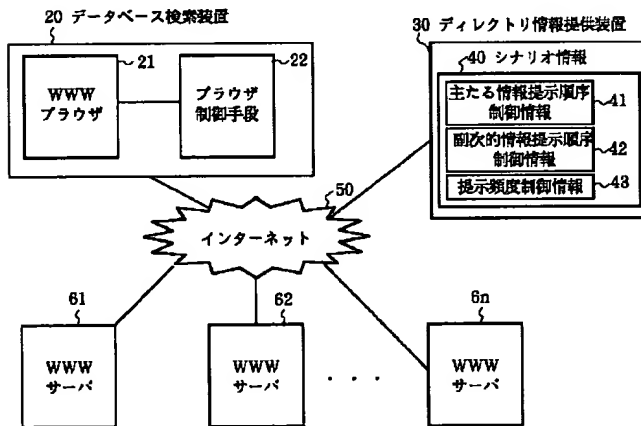 20 データベース検索装置
21
WWW
ブラウザ
22
ブラウザ
制御手段
30 ディレクトリ情報提供装置
40 シナリオ情報
主たる情報提示順序
制御情報
41
副次的情報提示順序
制御情報
42
提示頻度制御情報
43
50
インターネット
61
WWW
サーバ
62
WWW
サーバ
・・・
6n
WWW
サーバ